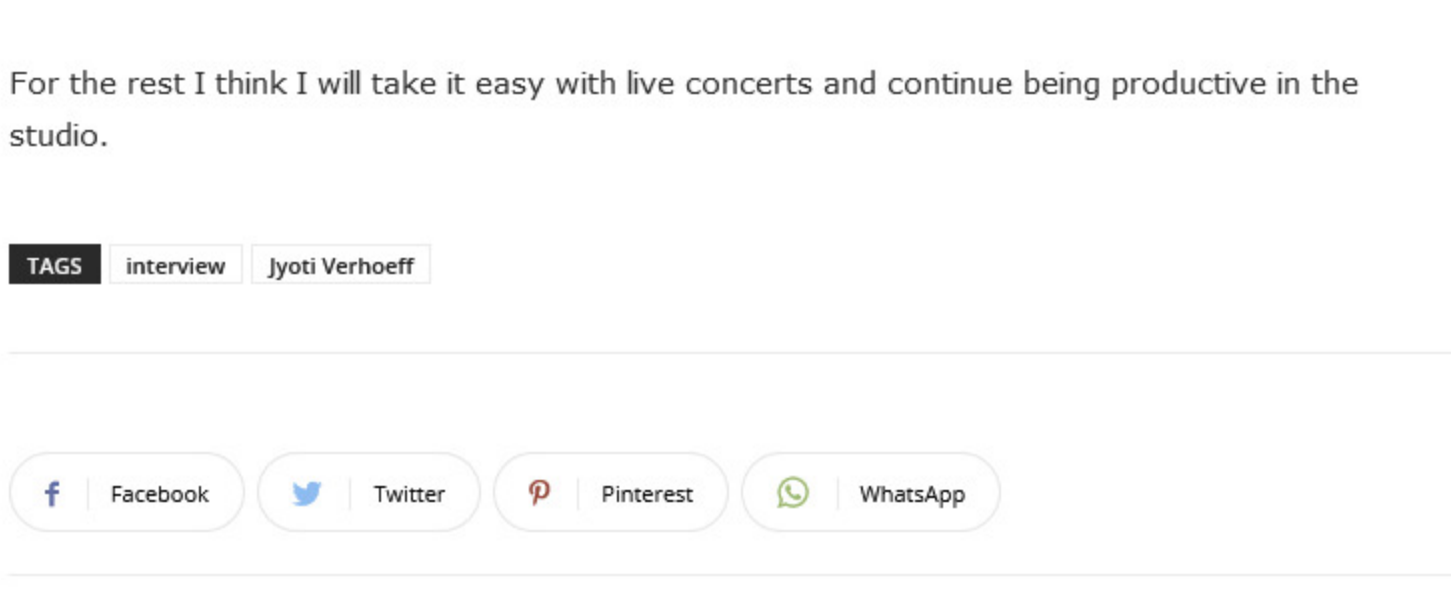 For the rest I think I will take it easy with live concerts and continue being productive in the
studio.
TAGS interview Jyoti Verhoeff
Facebook Twitter Pinterest WhatsApp